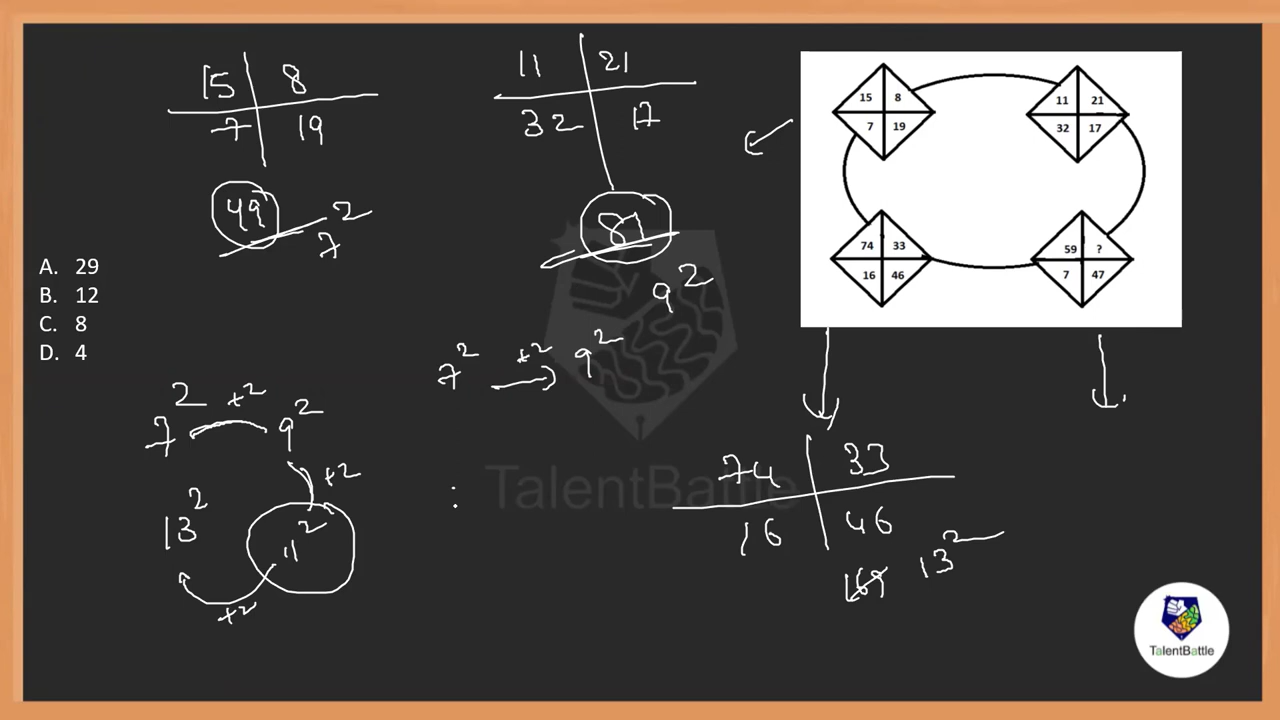 15 8
7 19
49
7 2
11 21
32 17
81
9 2
15 8
7 19
11 21
32 17
74 33
16 46
59 ?
7 47
A. 29
B. 12
C. 8
D. 4
7 2 +2 9 2
7 2 +2 9 2
+2
13 2
11 2
+2
:
74 33
16 46
169 13 2
TalentBattle
TalentBattle